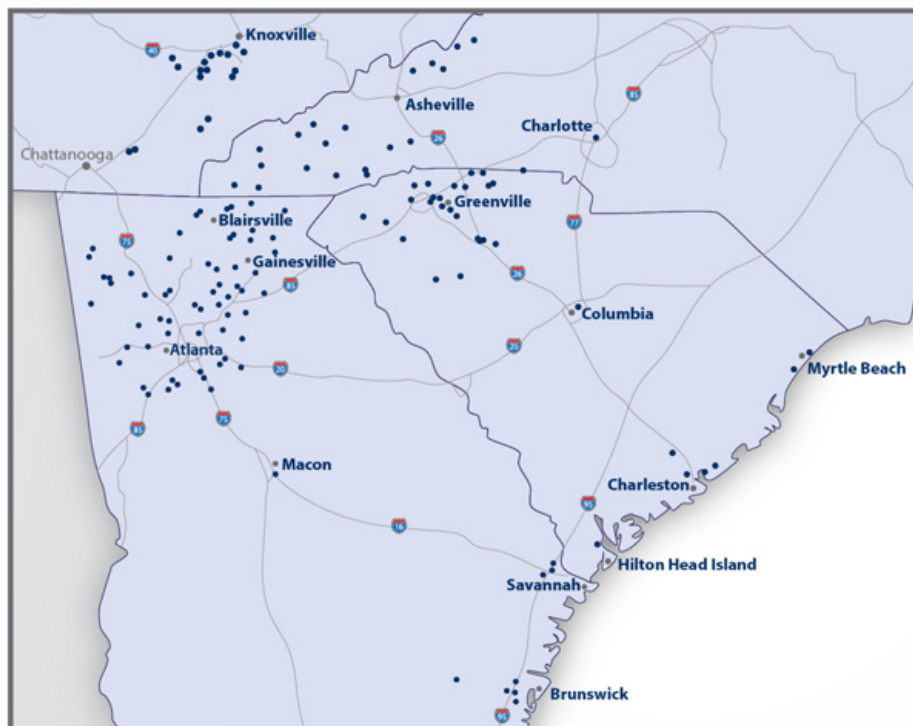 Knoxville
40
85
Asheville
Charlotte
26
Chattanooga
Greenville
Blairsville
77
75
Gainesville
26
85
Columbia
20
Atlanta
20
Myrtle Beach
75
85
Macon
Charleston
95
16
Hilton Head Island
Savannah
Brunswick
95